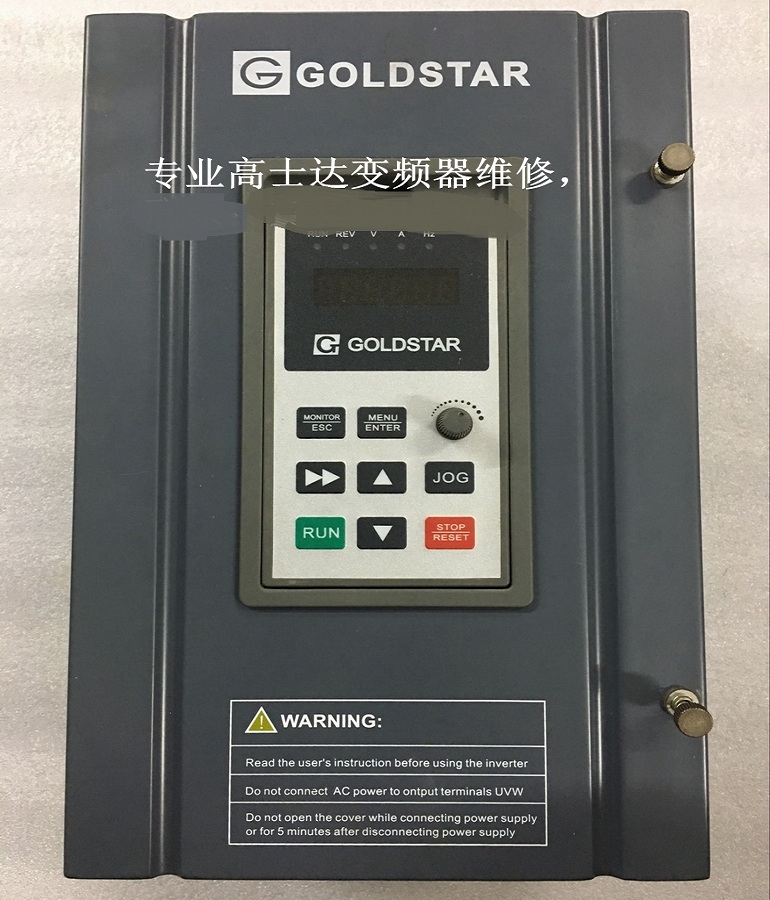 GOLDSTAR
专业高士达变频器维修，
RUN REV V A HZ
GOLDSTAR
MONITOR
ESC
MENU
ENTER
JOG
RUN
STOP
RESET
WARNING:
Read the user's instruction before using the inverter
Do not connect AC power to ontput terminals UVW
Do not open the cover while connecting power supply
or for 5 minutes after disconnecting power supply